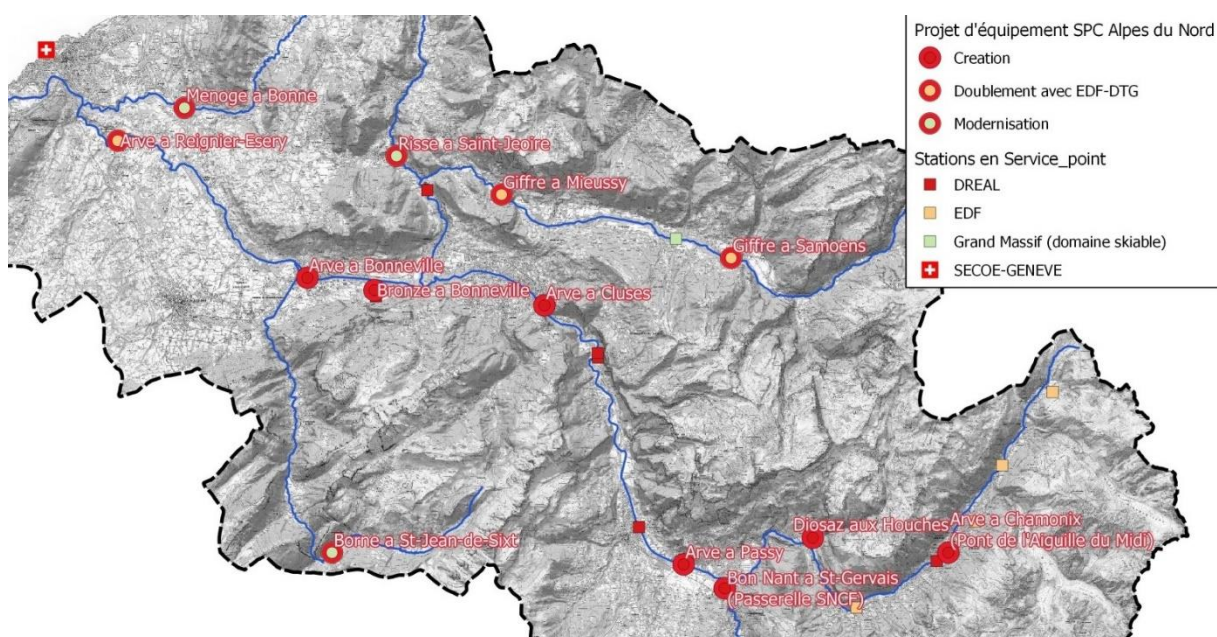 Projet d'équipement SPC Alpes du Nord
Creation
Doublement avec EDF-DTG
Modernisation
Stations en Service_point
DREAL
EDF
Grand Massif (domaine skiable)
SECOE-GENEVE
Menoge a Bonne
Arve a Reignier-Esery
Risse a Saint-Jeoire
Giffre a Mieussy
Giffre a Samoens
Arve a Bonneville
Bronze a Bonneville
Arve a Cluses
Borne a St-Jean-de-Sixt
Arve a Passy
Diosaz aux Houches
Arve a Chamonix
(Pont de l'Aiguille du Midi)
Bon Nant a St-Gervais
(Passerelle SNCF)